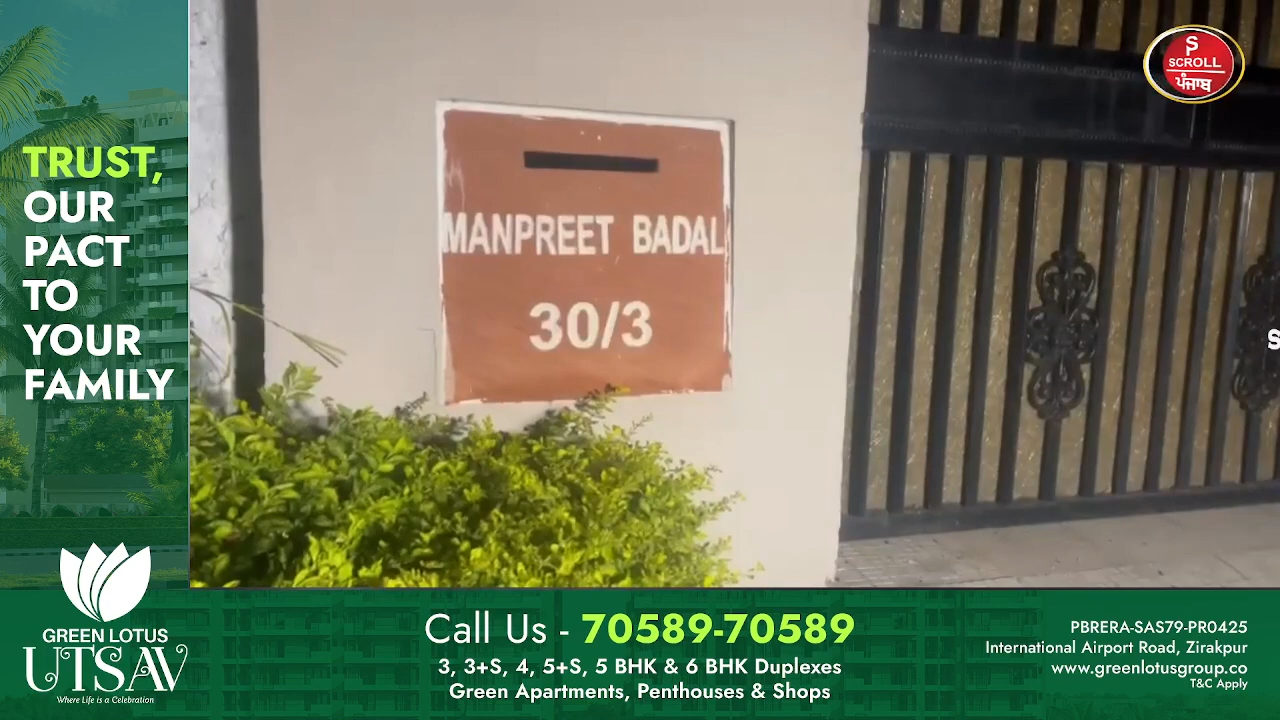 TRUST,
OUR
PACT
TO
YOUR
FAMILY
S
SCROLL
ਪੰਜਾਬ
MANPREET BADAL
30/3
S
GREEN LOTUS
UTSAV
Where Life is a Celebration
Call Us - 70589-70589
3, 3+S, 4, 5+S, 5 BHK & 6 BHK Duplexes
Green Apartments, Penthouses & Shops
PBRERA-SAS79-PR0425
International Airport Road, Zirakpur
www.greenlotusgroup.co
T&C Apply